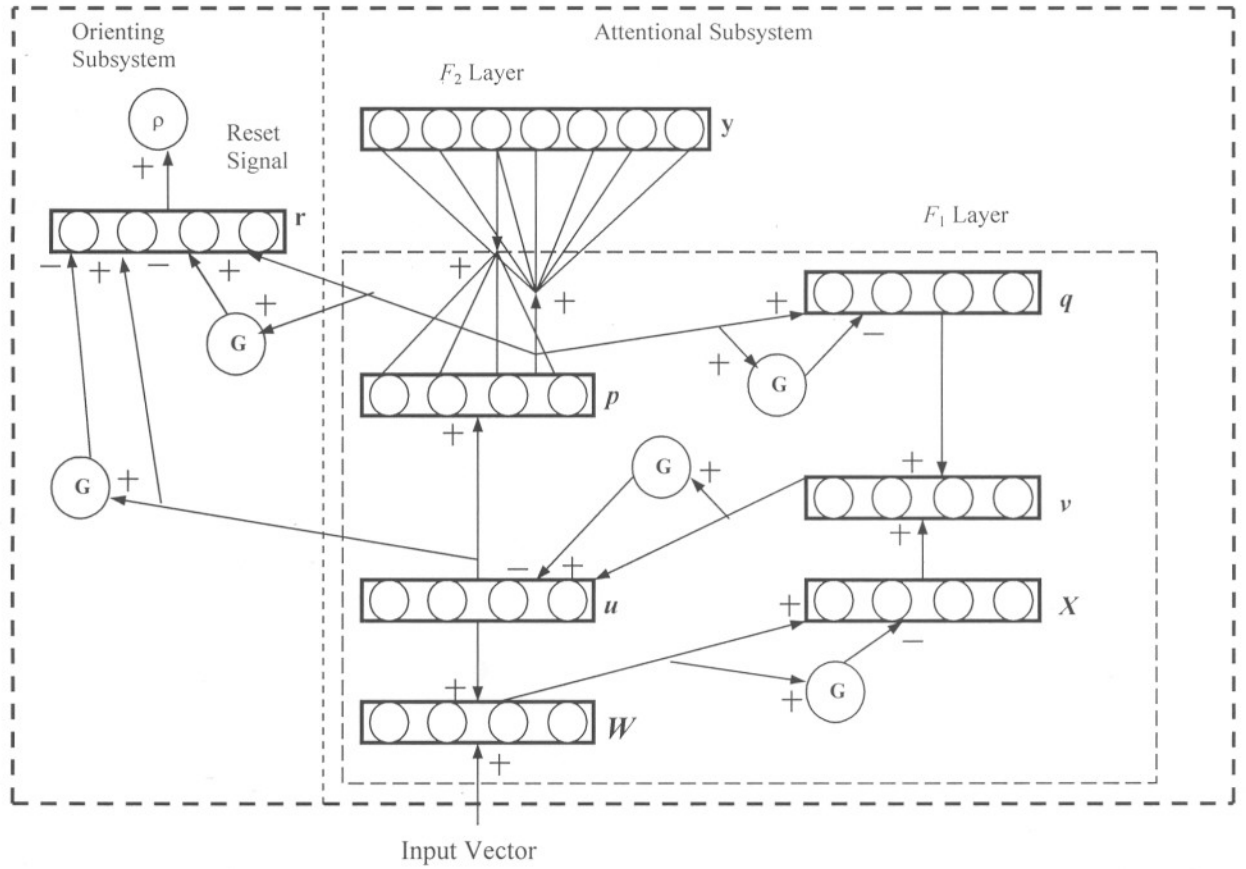 Orienting
Subsystem
Attentional Subsystem
F₂ Layer
ρ
Reset
Signal
y
+
r
F₁ Layer
− + − +
+
+
+
+
q
−
G
+
G
p
+
+
G
+
G
+
v
+
− +
u
+
X
−
+
G
+
W
+
Input Vector